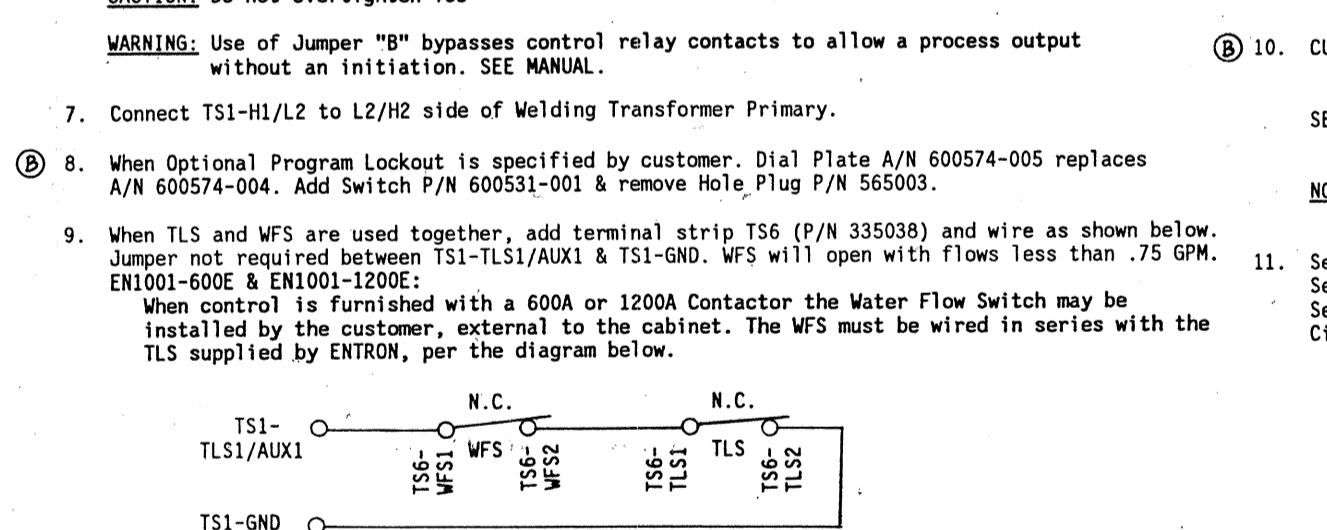 WARNING: Use of Jumper "B" bypasses control relay contacts to allow a process output
without an initiation. SEE MANUAL.
7. Connect TS1-H1/L2 to L2/H2 side of Welding Transformer Primary.
B 8. When Optional Program Lockout is specified by customer. Dial Plate A/N 600574-005 replaces
A/N 600574-004. Add Switch P/N 600531-001 & remove Hole Plug P/N 565003.
9. When TLS and WFS are used together, add terminal strip TS6 (P/N 335038) and wire as shown below.
Jumper not required between TS1-TLS1/AUX1 & TS1-GND. WFS will open with flows less than .75 GPM.
EN1001-600E & EN1001-1200E:
When control is furnished with a 600A or 1200A Contactor the Water Flow Switch may be
installed by the customer, external to the cabinet. The WFS must be wired in series with the
TLS supplied by ENTRON, per the diagram below.
N.C. N.C.
TS1-
TLS1/AUX1
TS6-
WFS1
WFS
TS6-
WFS2
TS6-
TLS1
TLS
TS6-
TLS2
TS1-GND
B 10.
11.